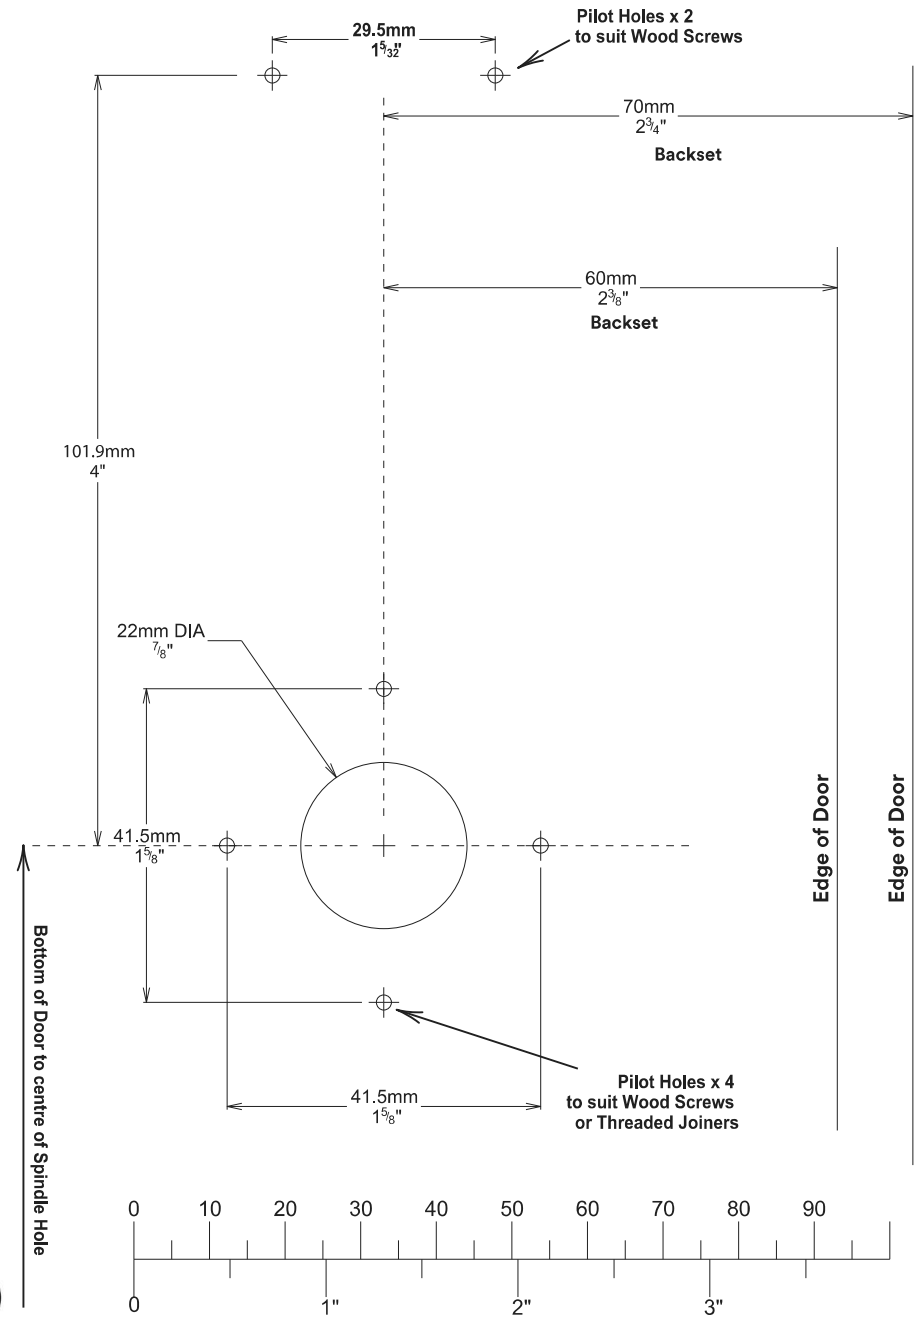 Pilot Holes x 2
to suit Wood Screws
29.5mm
1 5/32"
70mm
2 3/4"
Backset
60mm
2 3/8"
Backset
101.9mm
4"
22mm DIA
7/8"
41.5mm
1 5/8"
Edge of Door
Edge of Door
Bottom of Door to centre of Spindle Hole
41.5mm
1 5/8"
Pilot Holes x 4
to suit Wood Screws
or Threaded Joiners
0 10 20 30 40 50 60 70 80 90
0 1" 2" 3"